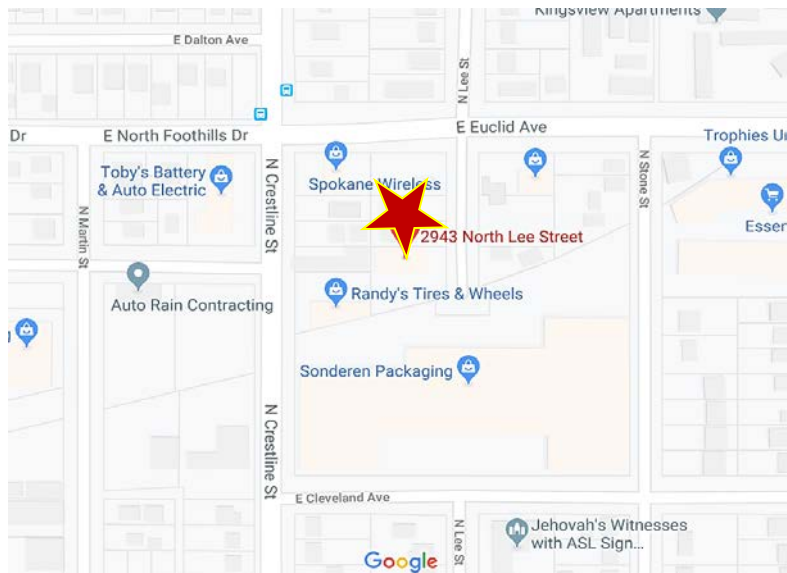 Kingsview Apartments
E Dalton Ave
N Lee St
Dr
E North Foothills Dr
E Euclid Ave
Toby's Battery
& Auto Electric
N Crestline St
Spokane Wireless
N Stone St
N Martin St
2943 North Lee Street
Auto Rain Contracting
Randy's Tires & Wheels
Sonderen Packaging
N Crestline St
E Cleveland Ave
N Lee St
Jehovah's Witnesses
with ASL Sign...
Google
Trophies